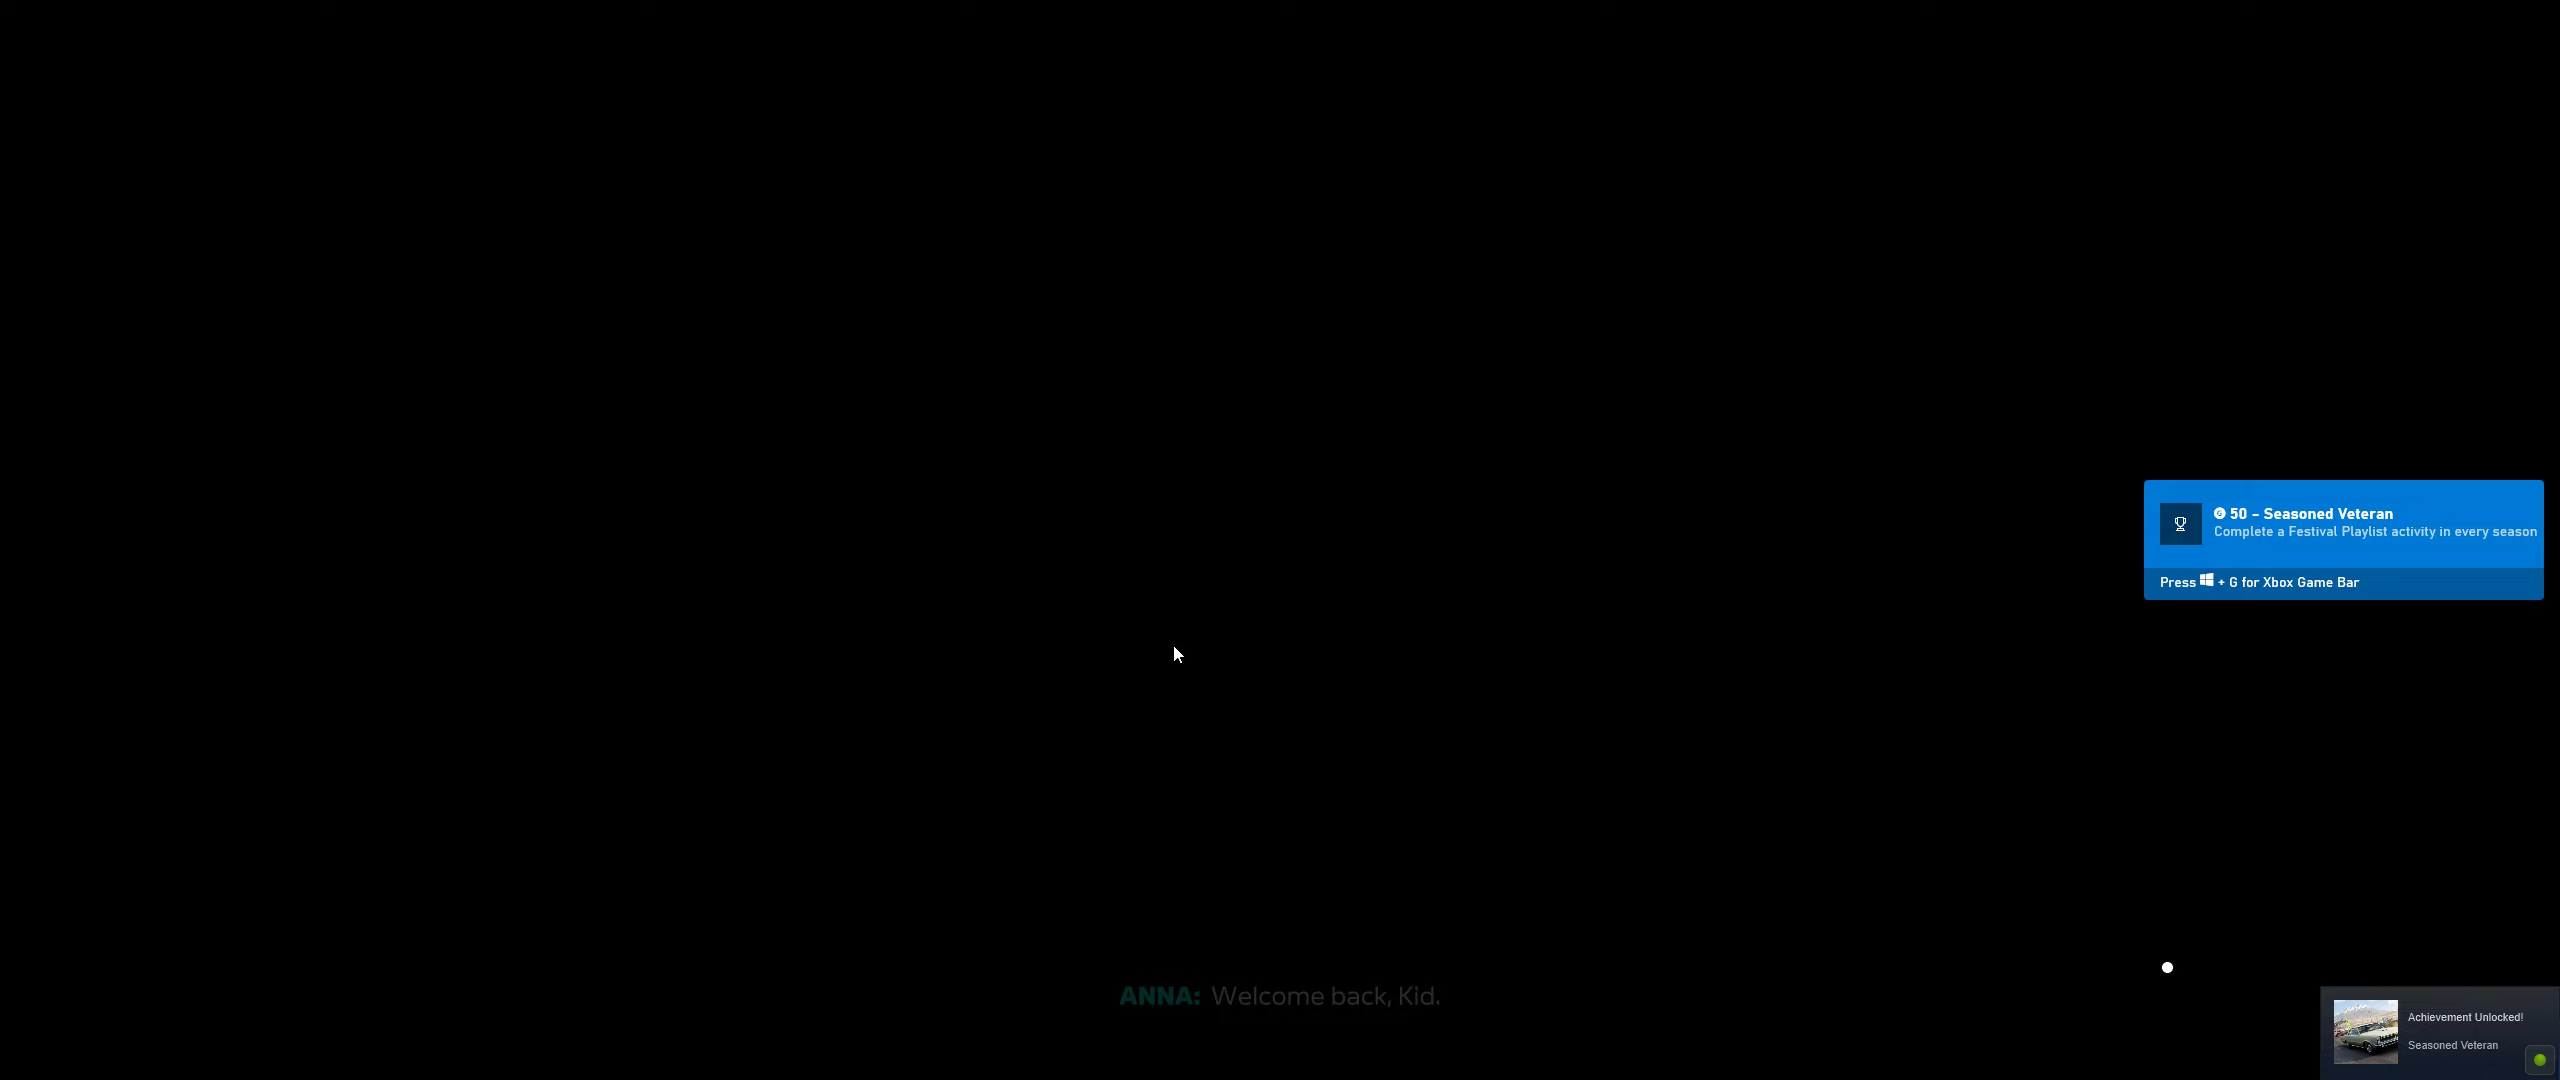 50 - Seasoned Veteran
Complete a Festival Playlist activity in every season
Press + G for Xbox Game Bar
ANNA: Welcome back, Kid.
Achievement Unlocked!
Seasoned Veteran